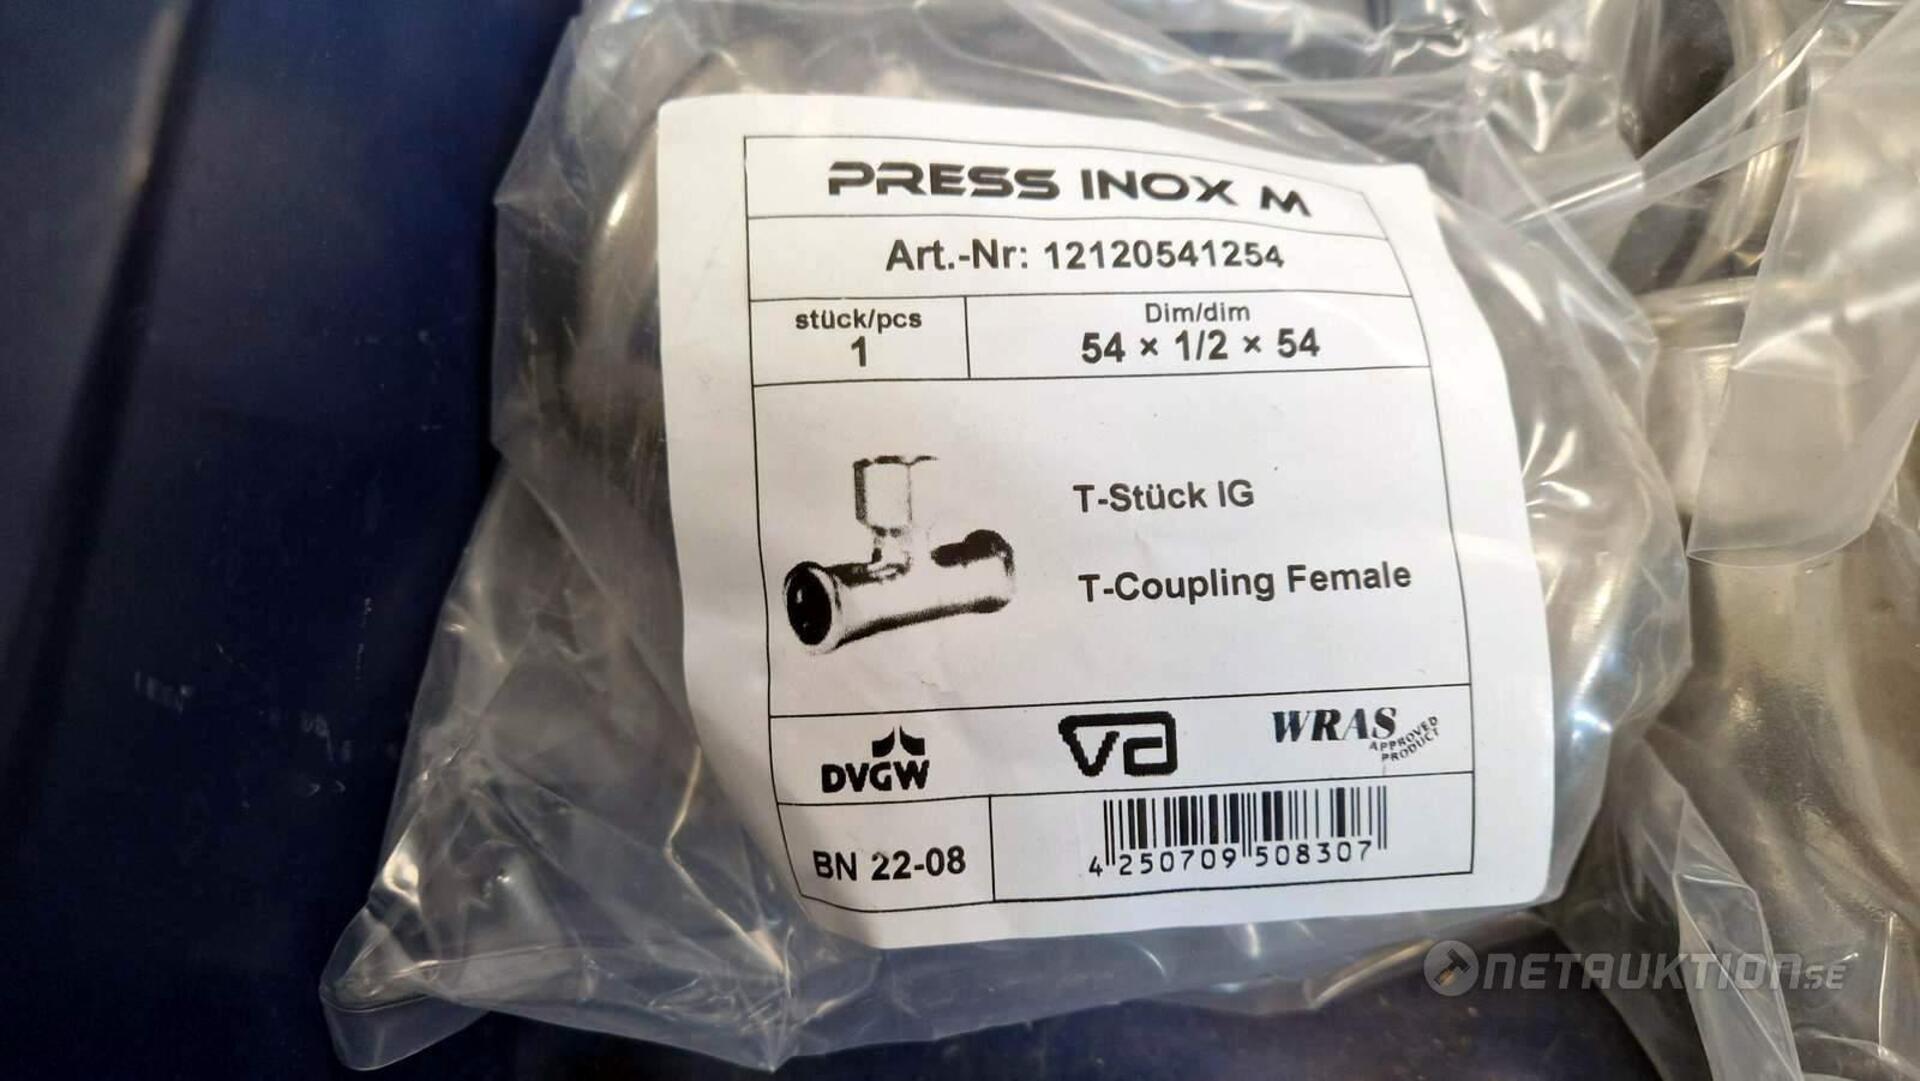 PRESS INOX M
Art.-Nr: 12120541254
stück/pcs
1
Dim/dim
54 × 1/2 × 54
T-Stück IG
T-Coupling Female
DVGW
va
WRAS
APPROVED
PRODUCT
BN 22-08
4 250709 508307
NETAUKTION.SE